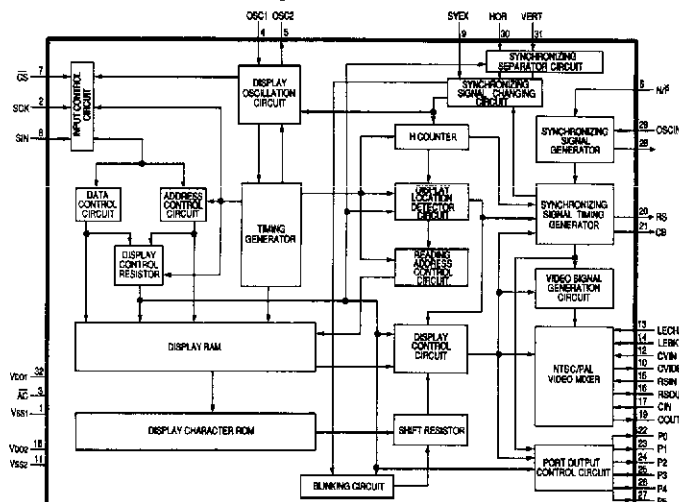 OSC1 OSC2
SYEX
HOR
VERT
4
5
9
30
31
CS
7
SCK
2
SIN
8
INPUT CONTROL CIRCUIT
DISPLAY OSCILLATION CIRCUIT
SYNCHRONIZING SEPARATOR CIRCUIT
SYNCHRONIZING SIGNAL CHANGING CIRCUIT
6
N/P
H COUNTER
SYNCHRONIZING SIGNAL GENERATOR
29
OSCIN
28
DATA CONTROL CIRCUIT
ADDRESS CONTROL CIRCUIT
TIMING GENERATOR
DISPLAY LOCATION DETECTOR CIRCUIT
SYNCHRONIZING SIGNAL TIMING GENERATOR
20
RS
21
CB
DISPLAY CONTROL RESISTOR
READING ADDRESS CONTROL CIRCUIT
VIDEO SIGNAL GENERATION CIRCUIT
DISPLAY RAM
DISPLAY CONTROL CIRCUIT
NTSC/PAL VIDEO MIXER
13
LECHA
14
LEBK
12
CVIN
10
CVIDE
15
RSIN
16
RSOU
17
CIN
19
COUT
VDD1
32
AC
3
VSS1
1
VDD2
18
VSS2
11
DISPLAY CHARACTER ROM
SHIFT RESISTOR
BLINKING CIRCUIT
PORT OUTPUT CONTROL CIRCUIT
22
P0
23
P1
24
P2
25
P3
26
P4
27
P5